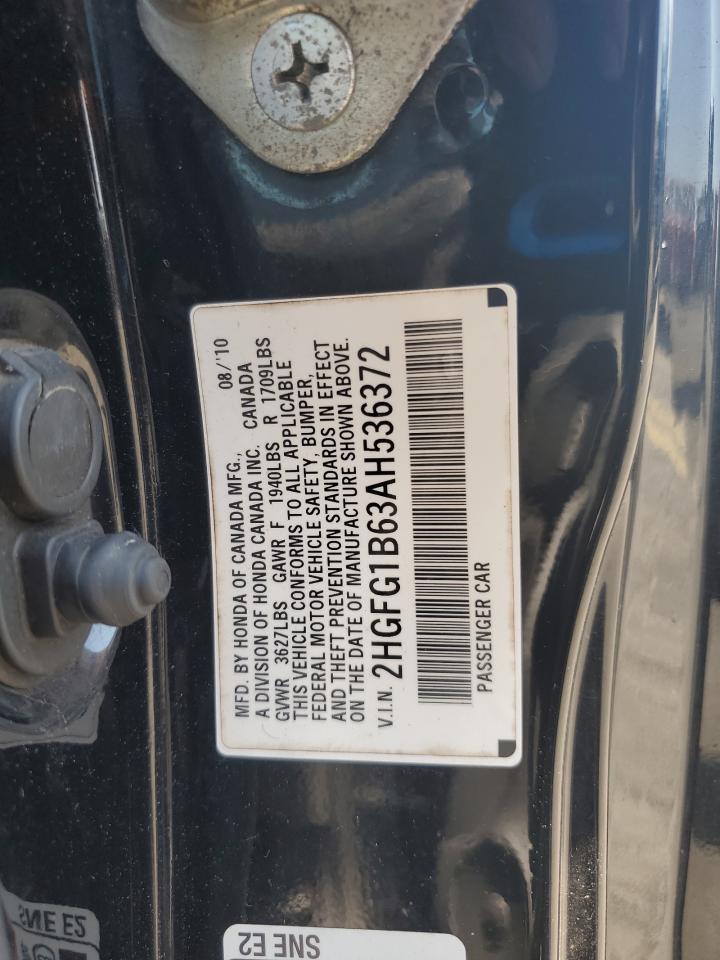 MFD. BY HONDA OF CANADA MFG., 08/'10
A DIVISION OF HONDA CANADA INC. CANADA
GVWR 3627LBS GAWR F 1940LBS R 1709LBS
THIS VEHICLE CONFORMS TO ALL APPLICABLE
FEDERAL MOTOR VEHICLE SAFETY, BUMPER,
AND THEFT PREVENTION STANDARDS IN EFFECT
ON THE DATE OF MANUFACTURE SHOWN ABOVE.
V.I.N. 2HGFG1B63AH536372
PASSENGER CAR
SNE E2
SNE E2